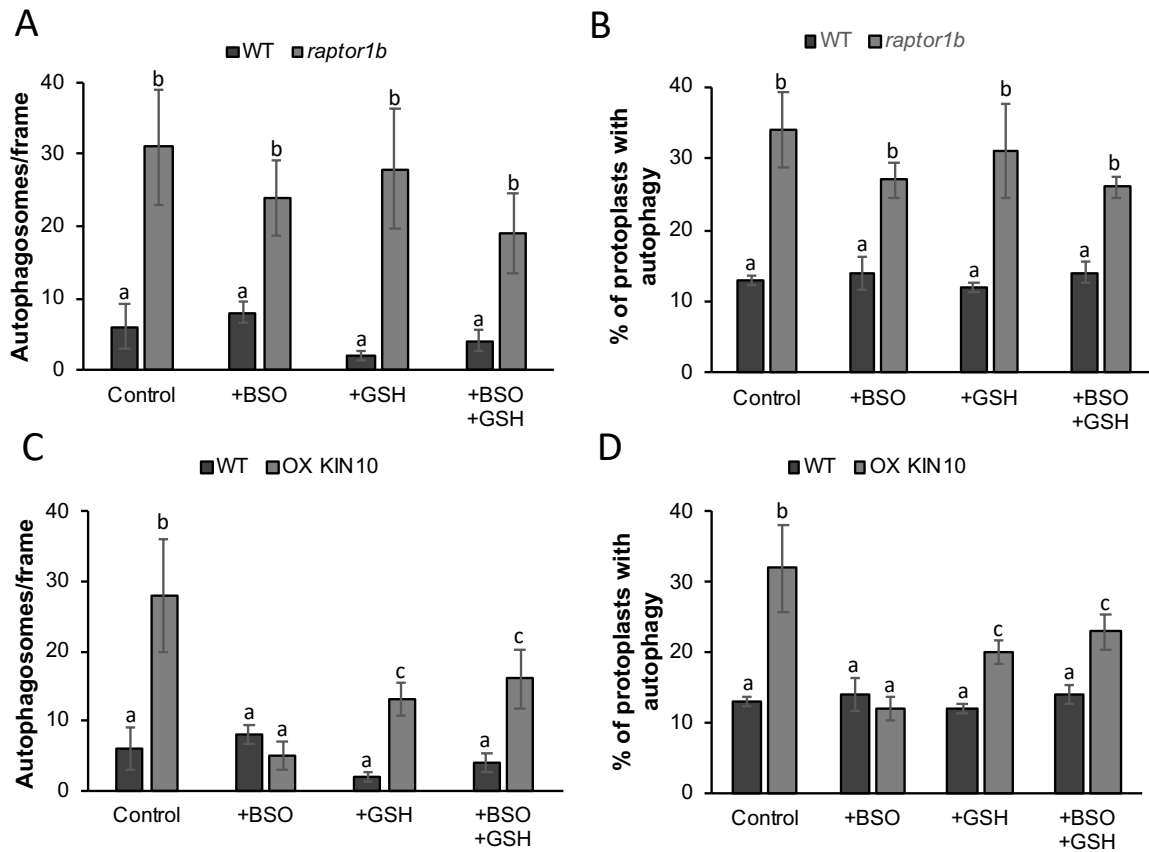 A
WT raptor1b
Autophagosomes/frame
40
30
20
10
0
a b a b a b a b
Control +BSO +GSH +BSO
+GSH
B
WT raptor1b
% of protoplasts with
autophagy
40
30
20
10
0
a b a b a b a b
Control +BSO +GSH +BSO
+GSH
C
WT OX KIN10
Autophagosomes/frame
40
30
20
10
0
a b a a a c a c
Control +BSO +GSH +BSO
+GSH
D
WT OX KIN10
% of protoplasts with
autophagy
40
30
20
10
0
a b a a a c a c
Control +BSO +GSH +BSO
+GSH